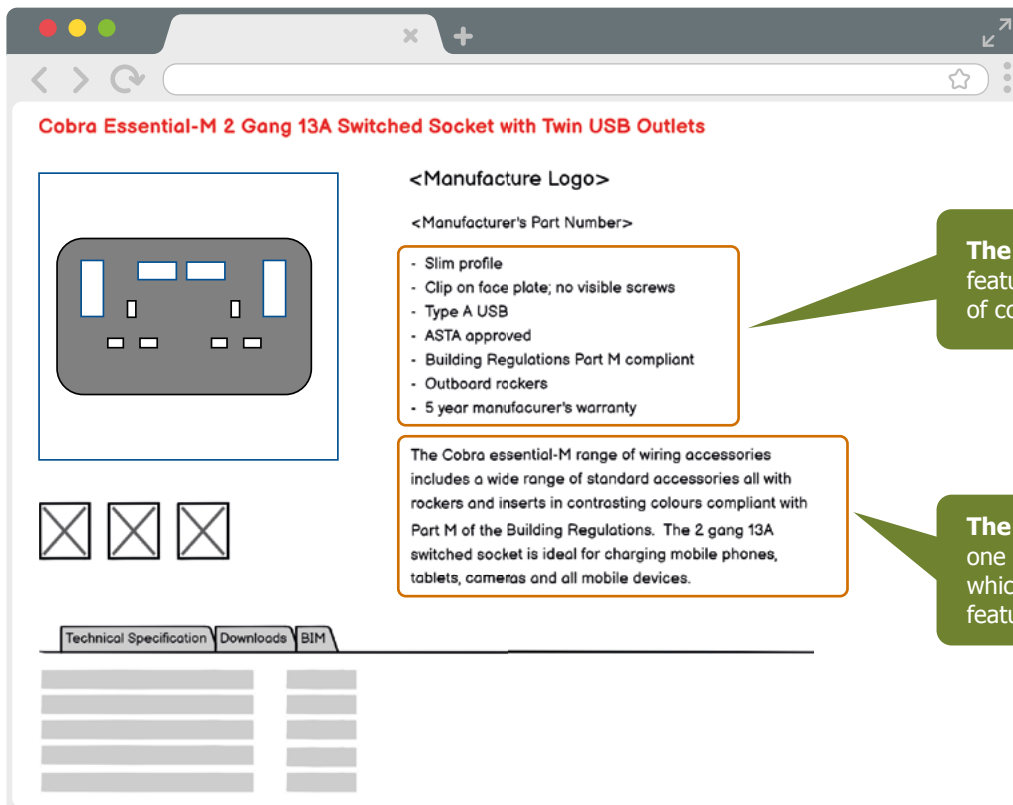 Cobra Essential-M 2 Gang 13A Switched Socket with Twin USB Outlets
<Manufacture Logo>
<Manufacturer's Part Number>
- Slim profile
- Clip on face plate; no visible screws
- Type A USB
- ASTA approved
- Building Regulations Part M compliant
- Outboard rockers
- 5 year manufacurer's warranty
The Cobra essential-M range of wiring accessories
includes a wide range of standard accessories all with
rockers and inserts in contrasting colours compliant with
Part M of the Building Regulations. The 2 gang 13A
switched socket is ideal for charging mobile phones,
tablets, cameras and all mobile devices.
Technical Specification Downloads BIM
The
of
The
one